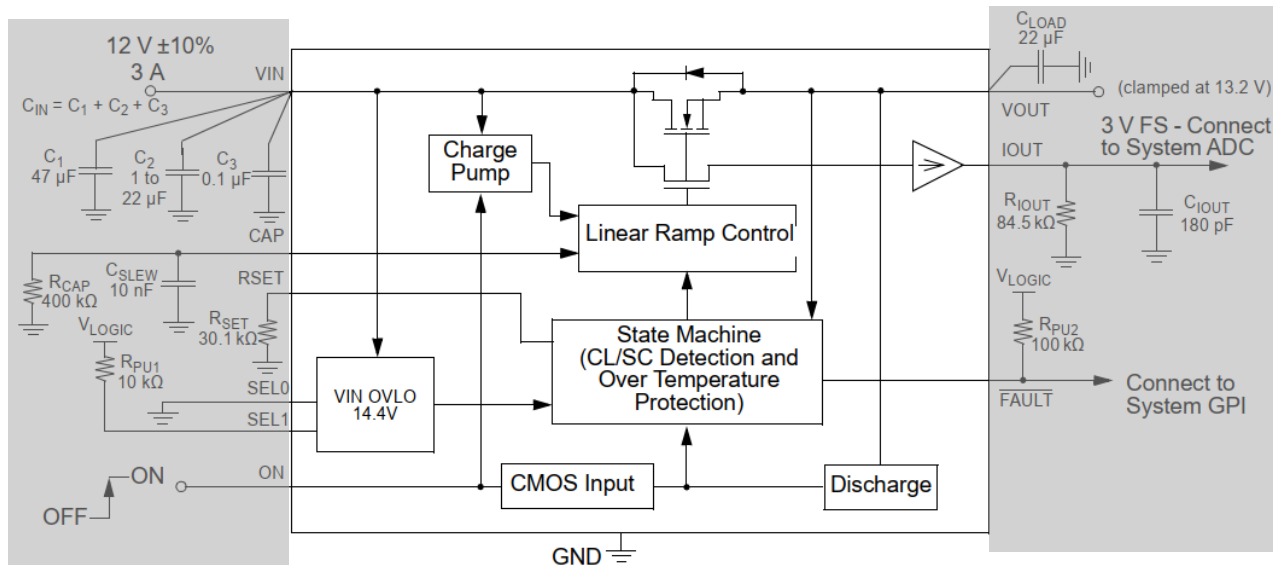 12 V ±10%
3 A
VIN
C_IN = C_1 + C_2 + C_3
C_1
47 µF
C_2
1 to
22 µF
C_3
0.1 µF
CAP
R_CAP
400 kΩ
C_SLEW
10 nF
RSET
V_LOGIC
R_SET
30.1 kΩ
R_PU1
10 kΩ
SEL0
SEL1
ON
ON
OFF
Charge
Pump
Linear Ramp Control
State Machine
(CL/SC Detection and
Over Temperature
Protection)
VIN OVLO
14.4V
CMOS Input
Discharge
GND
C_LOAD
22 µF
(clamped at 13.2 V)
VOUT
3 V FS - Connect
to System ADC
IOUT
R_IOUT
84.5 kΩ
C_IOUT
180 pF
V_LOGIC
R_PU2
100 kΩ
FAULT
Connect to
System GPI